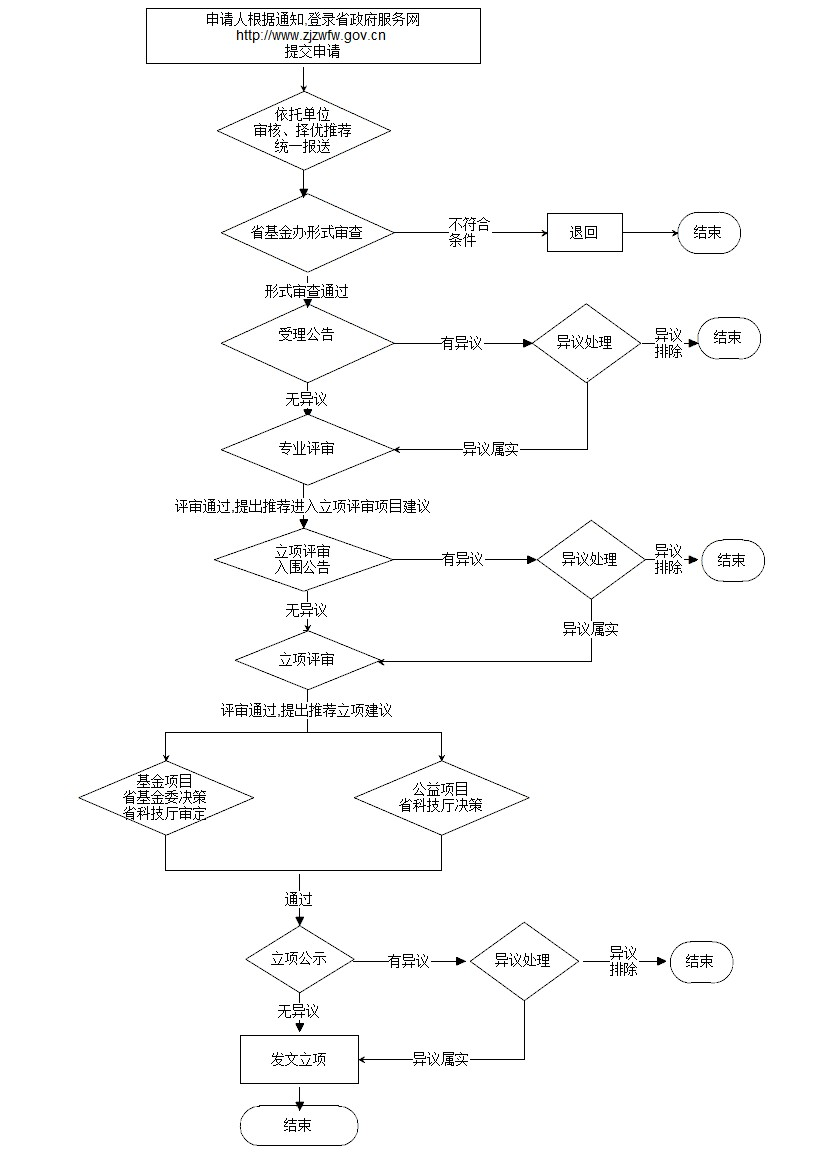 申请人根据通知,登录省政府服务网
http://www.zjzwfw.gov.cn
提交申请
依托单位
审核、择优推荐
统一报送
省基金办形式审查
不符合
条件
退回
结束
形式审查通过
受理公告
有异议
异议处理
异议
排除
结束
无异议
专业评审
异议属实
评审通过,提出推荐进入立项评审项目建议
立项评审
入围公告
有异议
异议处理
异议
排除
结束
无异议
异议属实
立项评审
评审通过,提出推荐立项建议
基金项目
省基金委决策
省科技厅审定
公益项目
省科技厅决策
通过
立项公示
有异议
异议处理
异议
排除
结束
无异议
发文立项
异议属实
结束